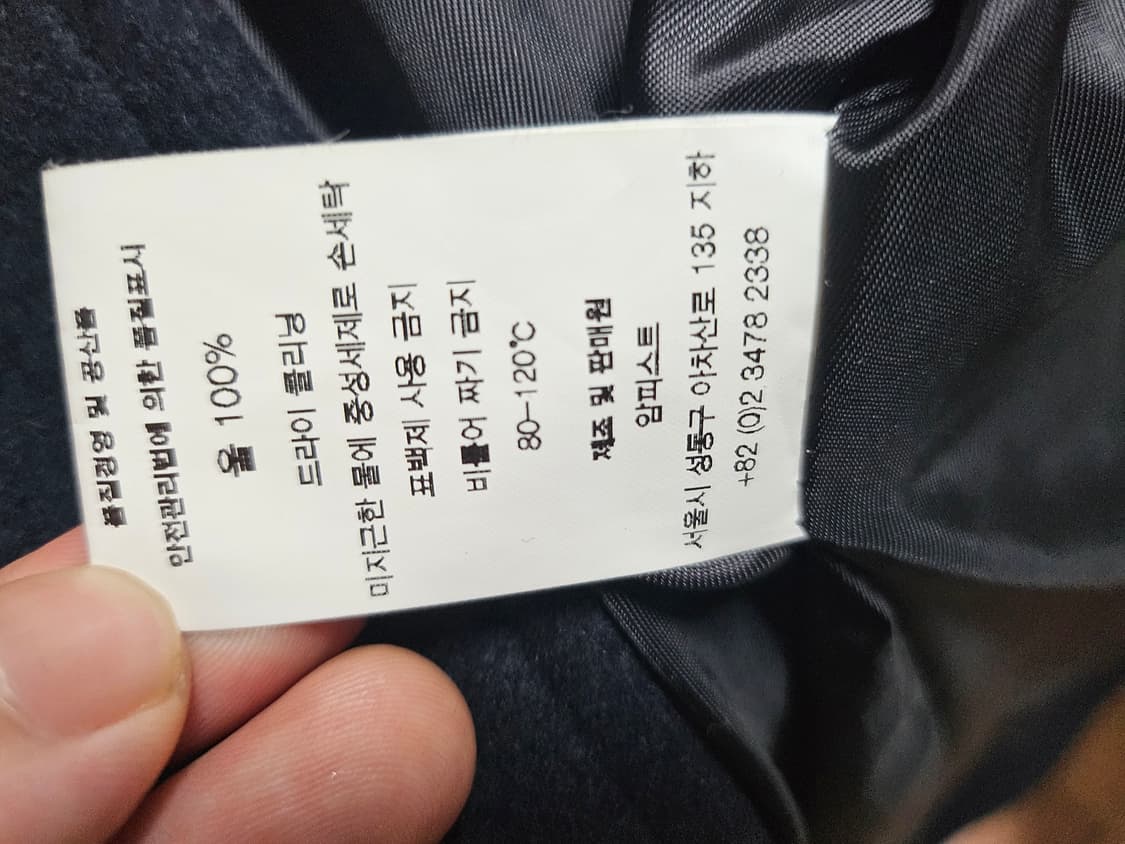 품질경영 및 공산품
안전관리법에 의한 품질표시
울 100%
드라이 클리닝
미지근한 물에 중성세제로 손세탁
표백제 사용 금지
비틀어 짜기 금지
80–120℃
제조 및 판매원
암피스트
서울시 성동구 아차산로 135 지하
+82 (0)2 3478 2338